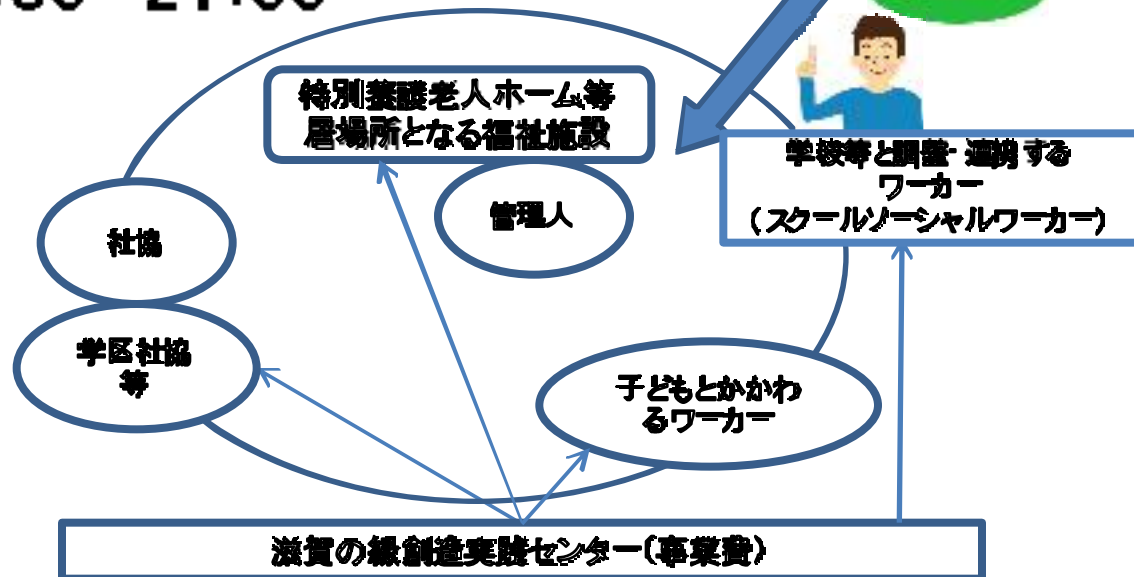 特別養護老人ホーム等
居場所となる福祉施設
学校等と調整・連携する
ワーカー
(スクールソーシャルワーカー)
管理人
社協
学区社協
等
子どもとかかわ
るワーカー
滋賀の縁創造実践センター(事業費)